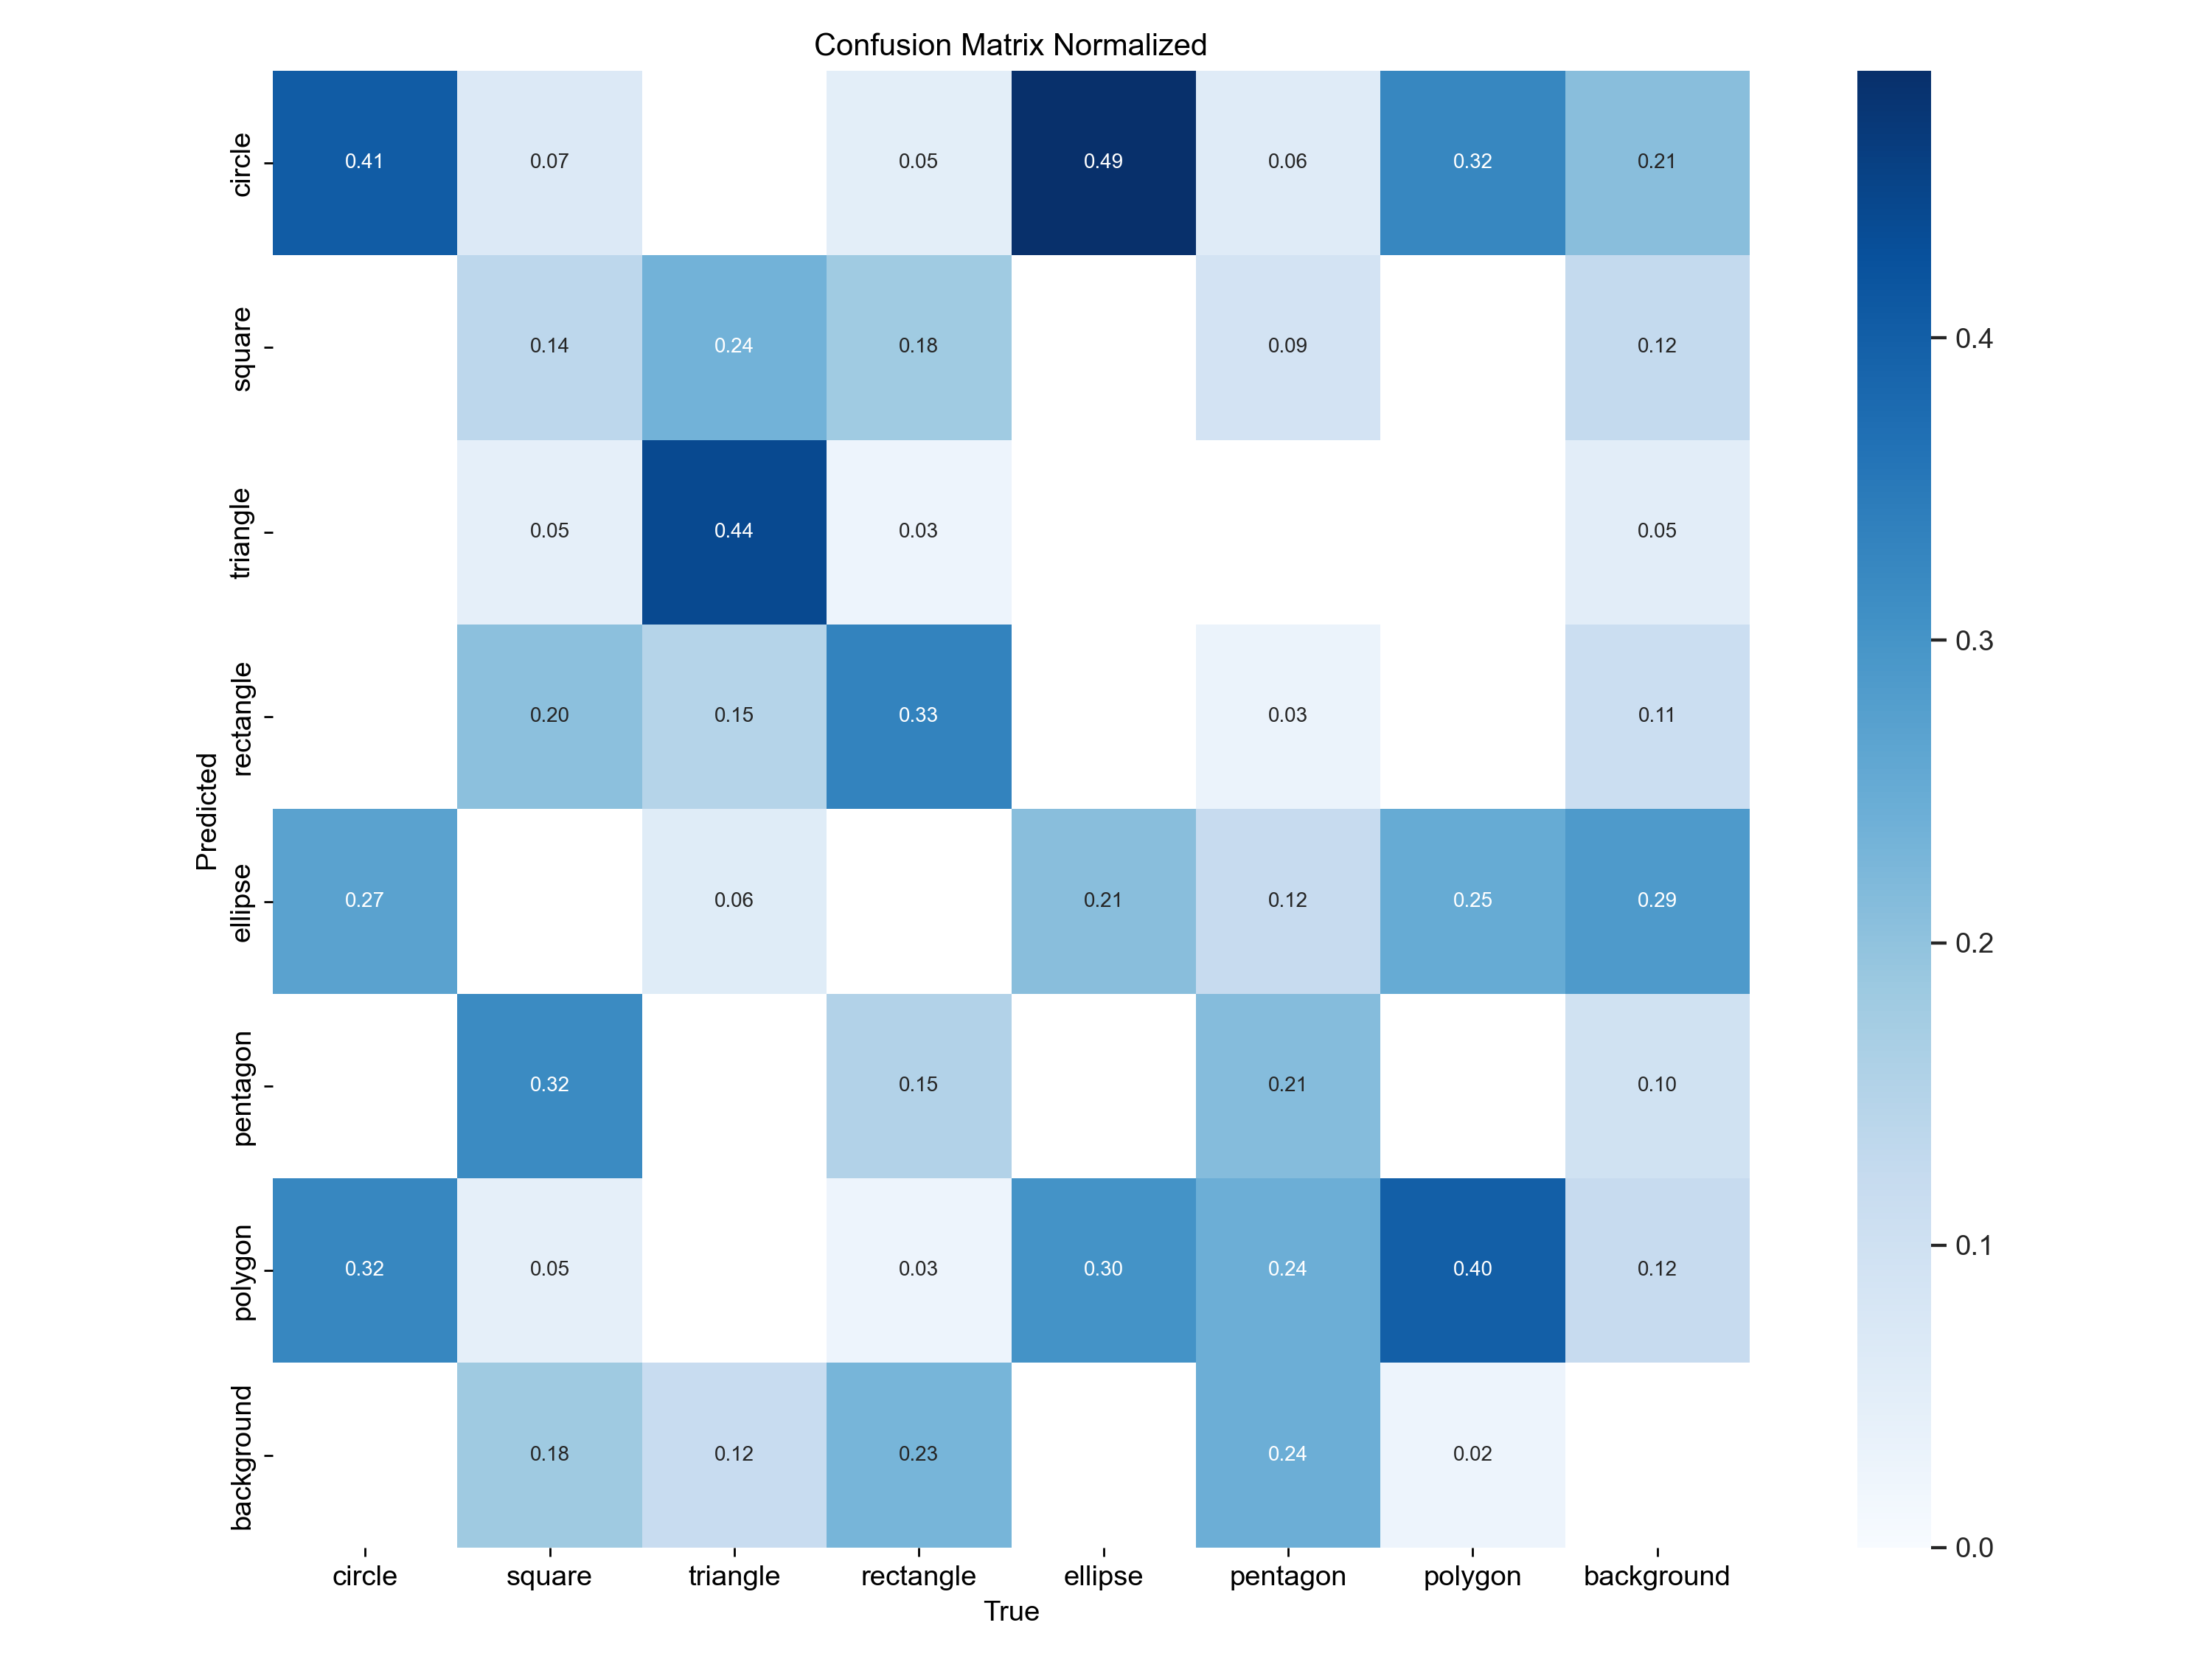 Confusion Matrix Normalized
circle 0.41 0.07 0.05 0.49 0.06 0.32 0.21
square 0.14 0.24 0.18 0.09 0.12
triangle 0.05 0.44 0.03 0.05
rectangle 0.20 0.15 0.33 0.03 0.11
ellipse 0.27 0.06 0.21 0.12 0.25 0.29
pentagon 0.32 0.15 0.21 0.10
polygon 0.32 0.05 0.03 0.30 0.24 0.40 0.12
background 0.18 0.12 0.23 0.24 0.02
Predicted
circle square triangle rectangle ellipse pentagon polygon background
True
0.4
0.3
0.2
0.1
0.0